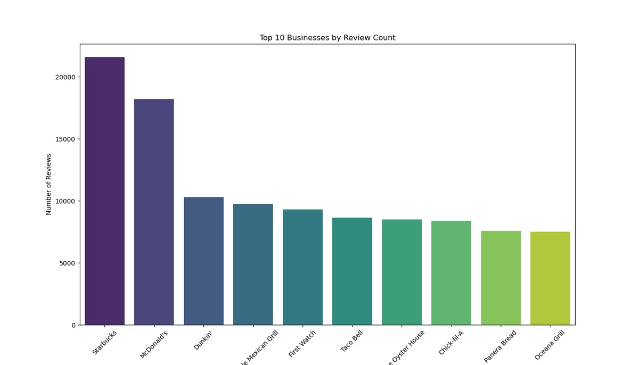 Top 10 Businesses by Review Count
Number of Reviews
20000
15000
10000
5000
0
Starbucks
McDonald's
Dunkin'
le Mexican Grill
First Watch
Taco Bell
Oyster House
Chick-fil-A
Panera Bread
Oceana Grill